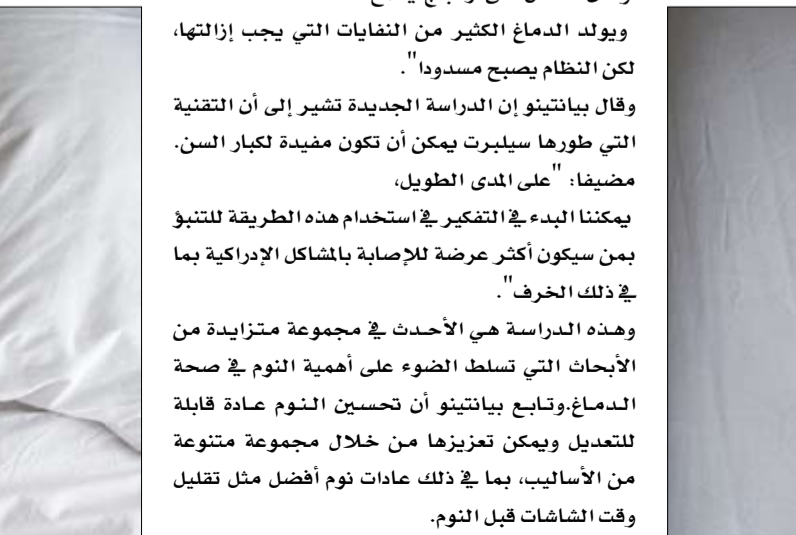 ويولد الدماغ الكثير من النفايات التي يجب إزالتها،
لكن النظام يصبح مسدودا".
وقال بيانتينو إن الدراسة الجديدة تشير إلى أن التقنية
التي طورها سيلبرت يمكن أن تكون مفيدة لكبار السن.
مضيفا: "على المدى الطويل،
يمكننا البدء في التفكير في استخدام هذه الطريقة للتنبؤ
بمن سيكون أكثر عرضة للإصابة بالمشاكل الإدراكية بما
في ذلك الخرف".
وهذه الدراسة هي الأحدث في مجموعة متزايدة من
الأبحاث التي تسلط الضوء على أهمية النوم في صحة
الدماغ.وتابع بيانتينو أن تحسين النوم عادة قابلة
للتعديل ويمكن تعزيزها من خلال مجموعة متنوعة
من الأساليب، بما في ذلك عادات نوم أفضل مثل تقليل
وقت الشاشات قبل النوم.